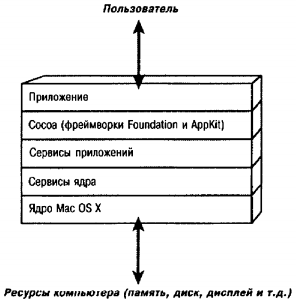 Пользователь
Приложение
Cocoa (фреймворки Foundation и AppKit)
Сервисы приложений
Сервисы ядра
Ядро Mac OS X
Ресурсы компьютера (память, диск, дисплей и т.д.)